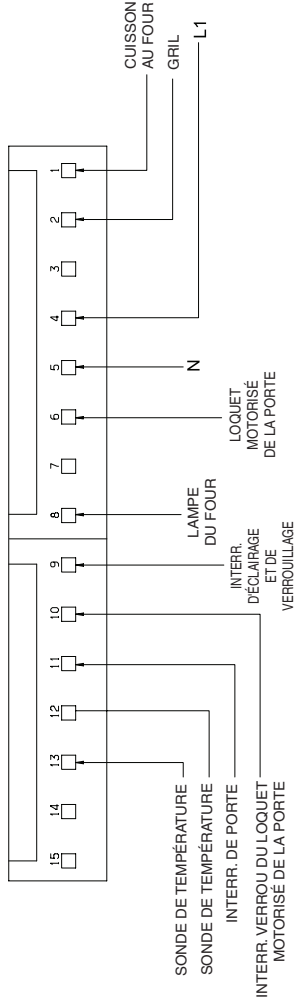 CUISSON
AU FOUR
GRIL
L1
1
2
3
4
5
6
7
8
9
10
11
12
13
14
15
N
LOQUET
MOTORISÉ
DE LA PORTE
LAMPE
DU FOUR
INTERR.
D'ÉCLAIRAGE
ET DE
VERROUILLAGE
SONDE DE TEMPÉRATURE
SONDE DE TEMPÉRATURE
INTERR. DE PORTE
INTERR. VERROU DU LOQUET
MOTORISÉ DE LA PORTE